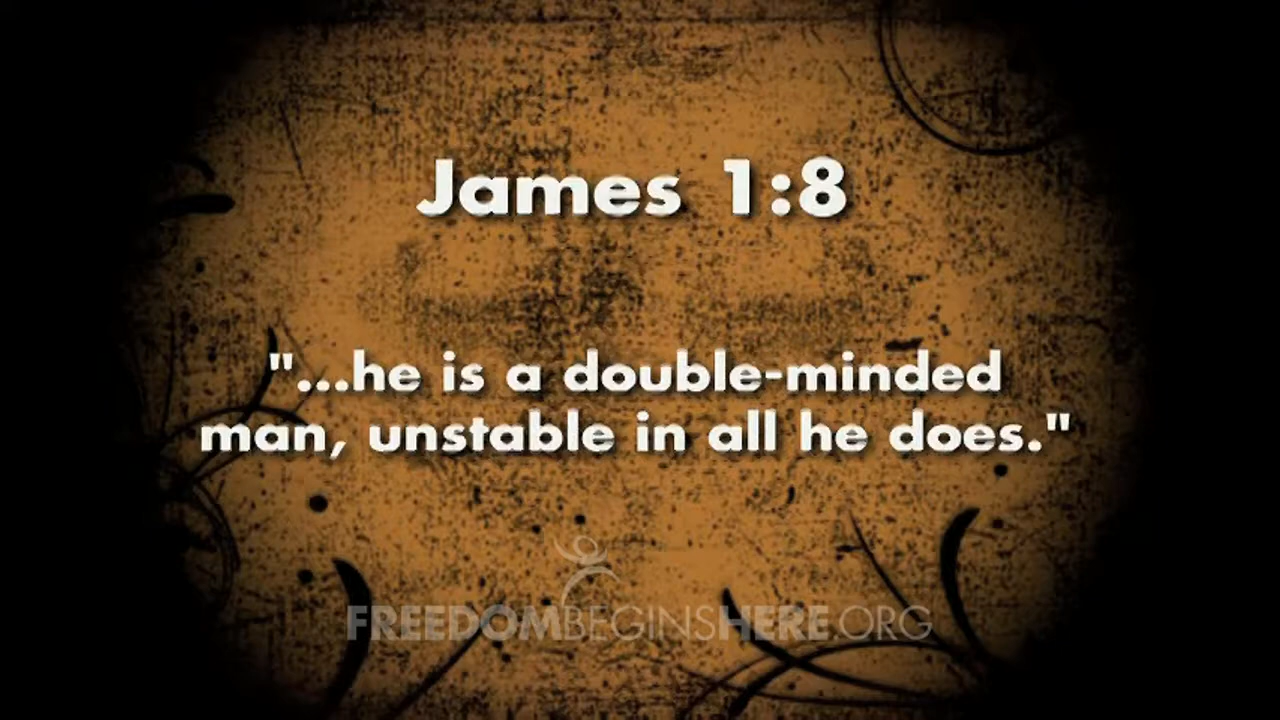 James 1:8
"...he is a double-minded
man, unstable in all he does."
FREEDOMBEGINSHERE.ORG